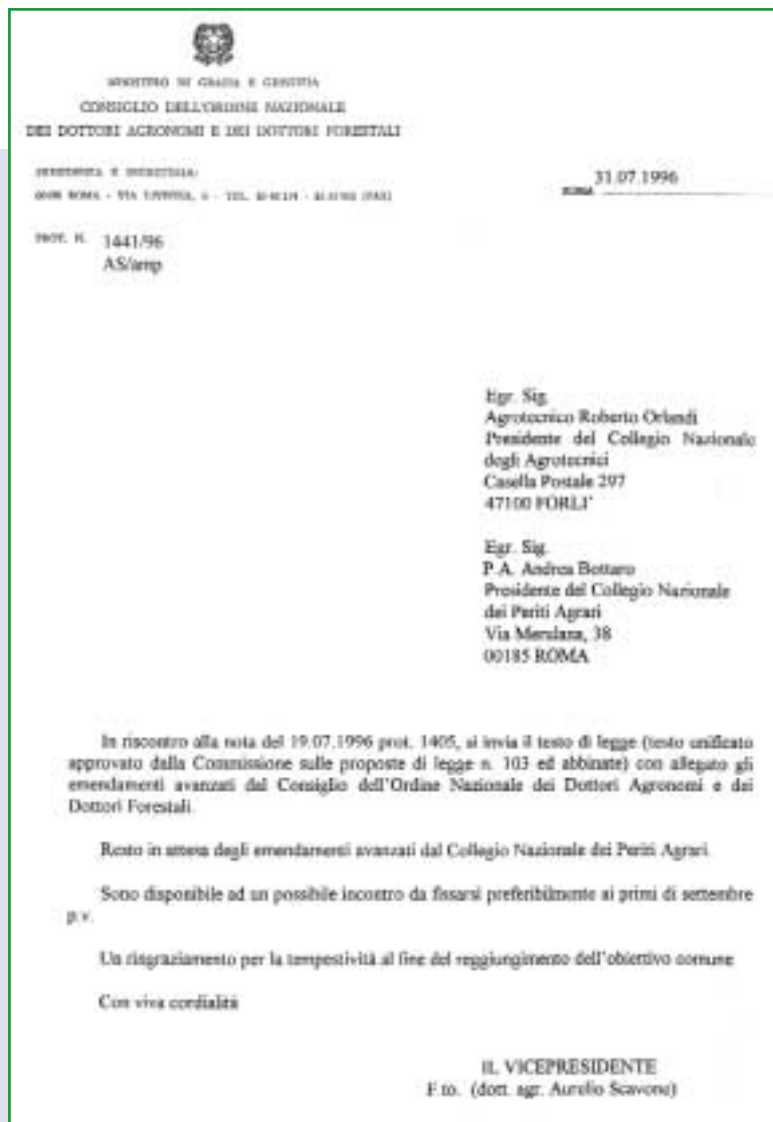 MINISTERO DI GRAZIA E GIUSTIZIA
CONSIGLIO DELL'ORDINE NAZIONALE
DEI DOTTORI AGRONOMI E DEI DOTTORI FORESTALI
PRESIDENZA E SEGRETERIA:
ROMA - VIA - TEL.
ROMA 31.07.1996
PROT. N. 1441/96
AS/amp
Egr. Sig.
Agrotecnico Roberto Orlandi
Presidente del Collegio Nazionale
degli Agrotecnici
Casella Postale 297
47100 FORLI'
Egr. Sig.
P.A. Andrea Bottaro
Presidente del Collegio Nazionale
dei Periti Agrari
Via Merulana, 38
00185 ROMA
In riscontro alla nota del 19.07.1996 prot. 1405, si invia il testo di legge (testo unificato
approvato dalla Commissione sulle proposte di legge n. 103 ed abbinate) con allegato gli
emendamenti avanzati dal Consiglio dell'Ordine Nazionale dei Dottori Agronomi e dei
Dottori Forestali.
Resto in attesa degli emendamenti avanzati dal Collegio Nazionale dei Periti Agrari.
Sono disponibile ad un possibile incontro da fissarsi preferibilmente ai primi di settembre
p.v.
Un ringraziamento per la tempestività al fine del reggiungimento dell'obiettivo comune
Con viva cordialità
IL VICEPRESIDENTE
F.to. (dott. agr. Aurelio Scavone)